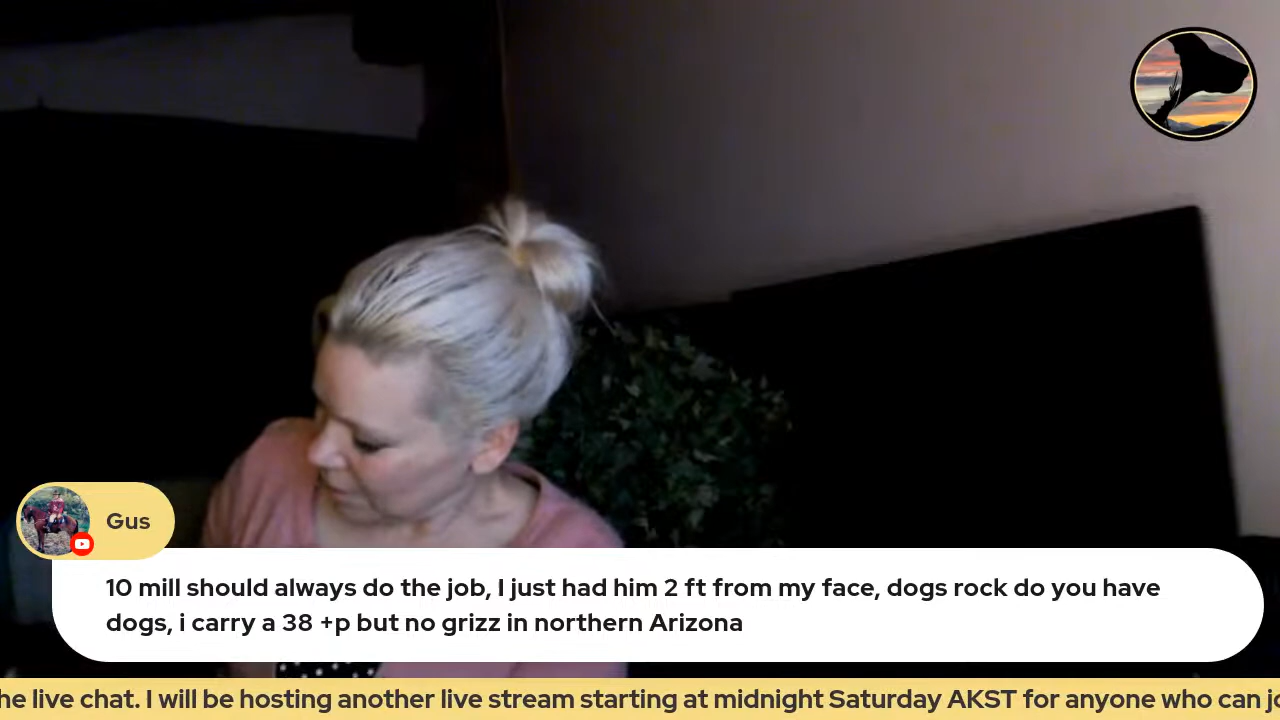 Gus
10 mill should always do the job, I just had him 2 ft from my face, dogs rock do you have
dogs, i carry a 38 +p but no grizz in northern Arizona
he live chat. I will be hosting another live stream starting at midnight Saturday AKST for anyone who can jo